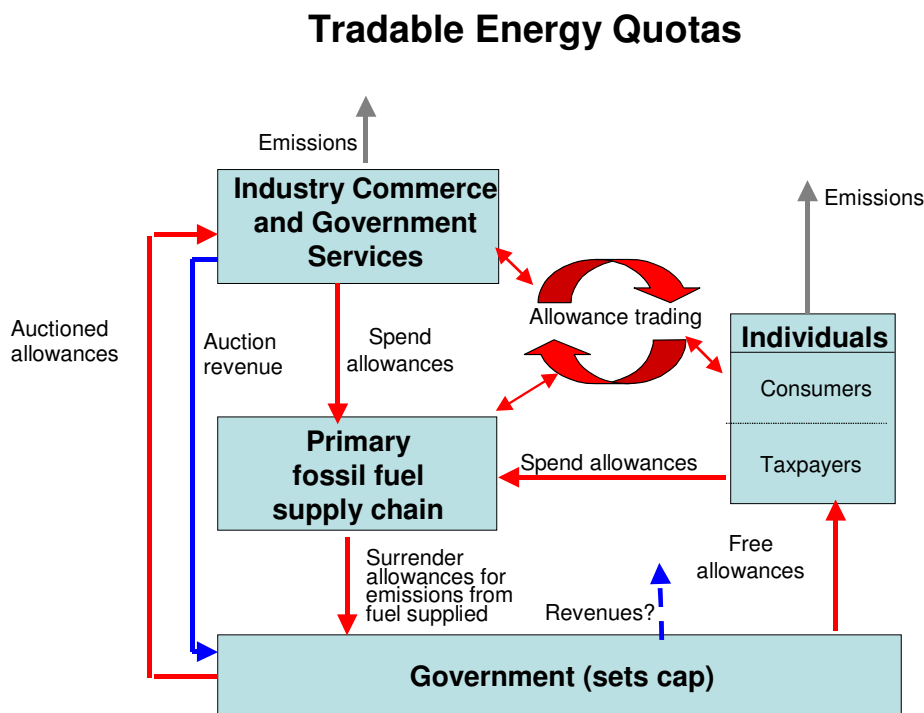 Tradable Energy Quotas
Emissions
Industry Commerce
and Government
Services
Emissions
Auctioned
allowances
Auction
revenue
Spend
allowances
Allowance trading
Individuals
Consumers
Taxpayers
Primary
fossil fuel
supply chain
Spend allowances
Surrender
allowances for
emissions from
fuel supplied
Revenues?
Free
allowances
Government (sets cap)